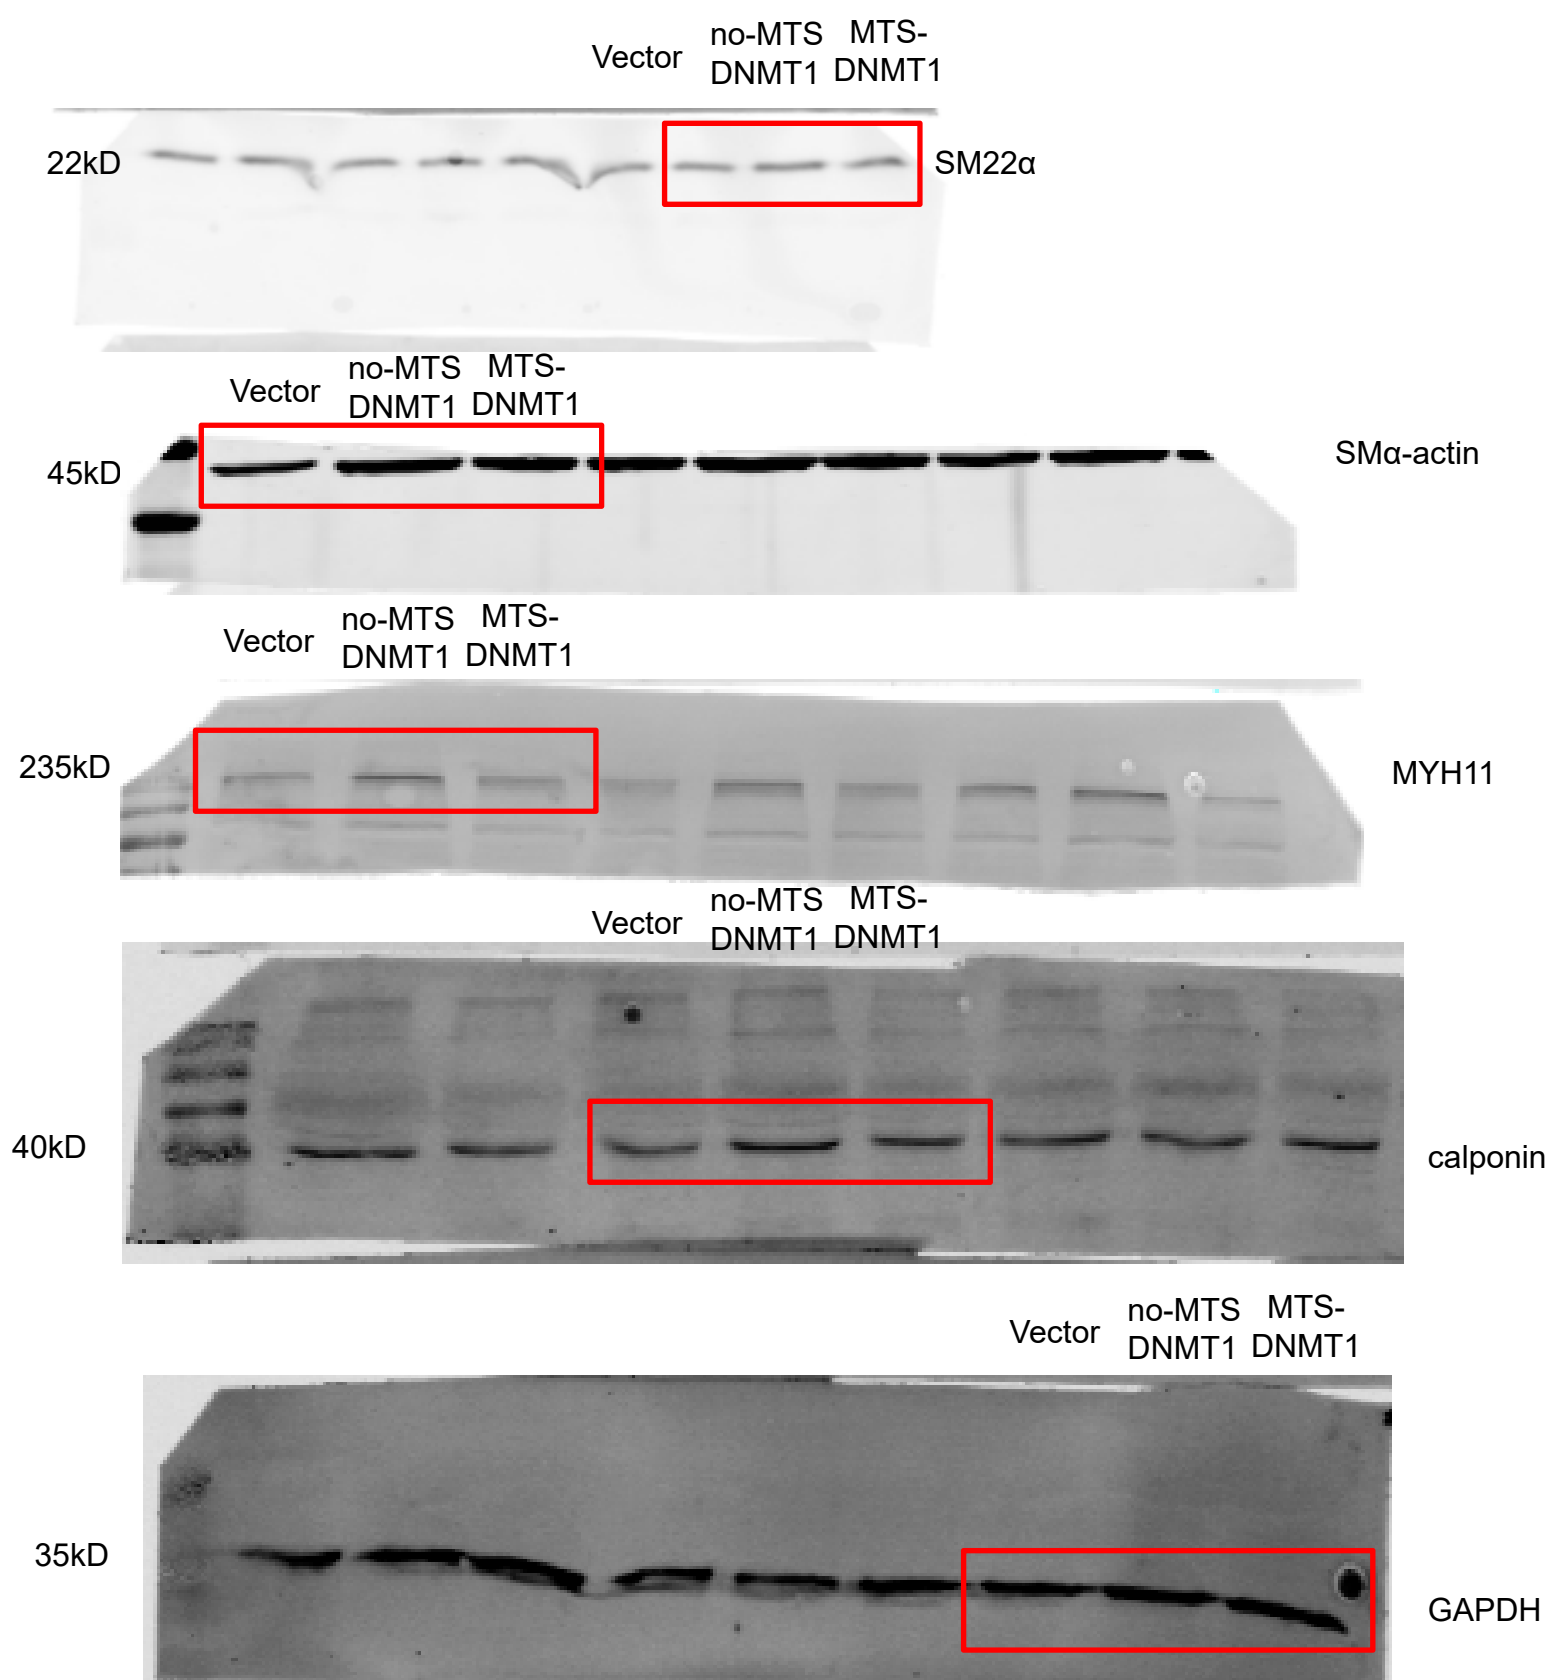 Vector no-MTS MTS-
DNMT1 DNMT1
22kD SM22α
Vector no-MTS MTS-
DNMT1 DNMT1
45kD SMα-actin
Vector no-MTS MTS-
DNMT1 DNMT1
235kD MYH11
Vector no-MTS MTS-
DNMT1 DNMT1
40kD calponin
Vector no-MTS MTS-
DNMT1 DNMT1
35kD GAPDH